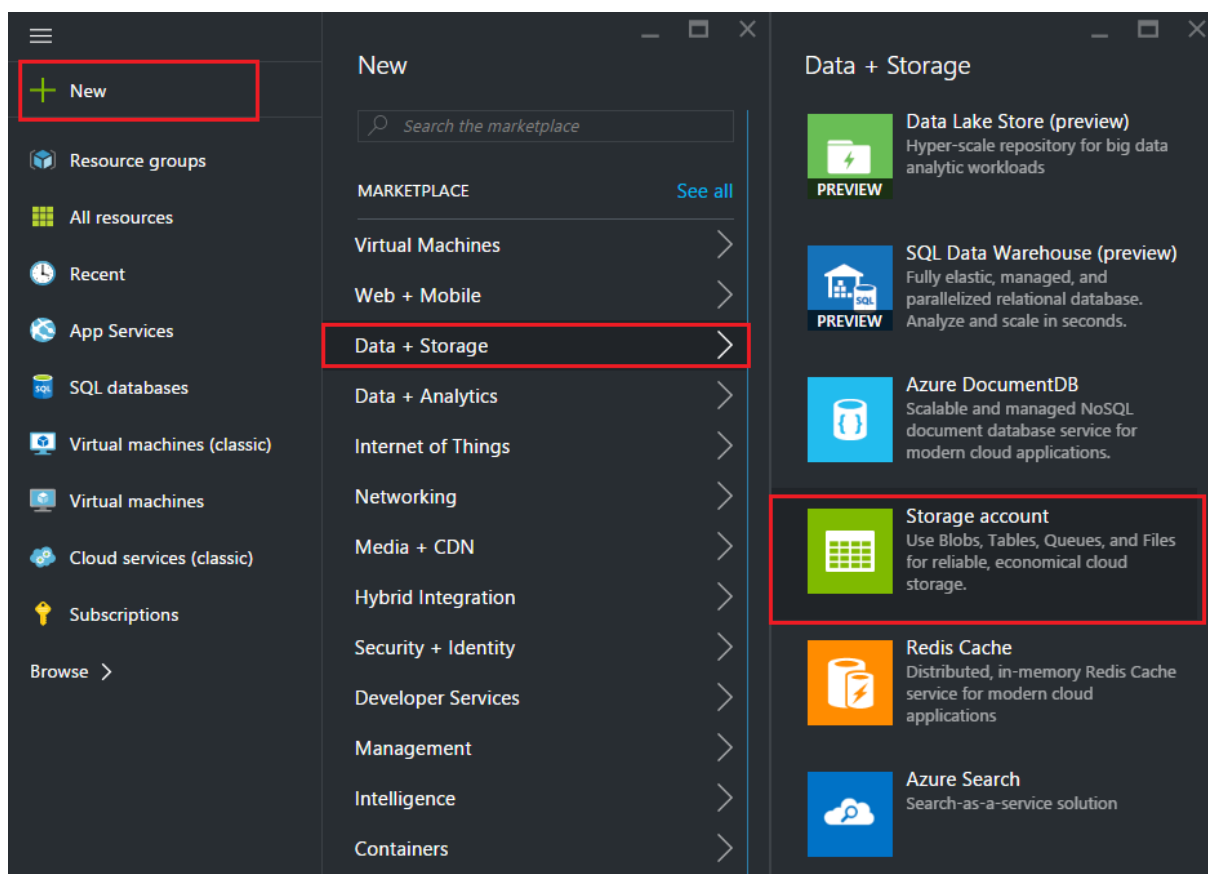 New
Resource groups
All resources
Recent
App Services
SQL
SQL databases
Virtual machines (classic)
Virtual machines
Cloud services (classic)
Subscriptions
Browse
New
Search the marketplace
MARKETPLACE
See all
Virtual Machines
Web + Mobile
Data + Storage
Data + Analytics
Internet of Things
Networking
Media + CDN
Hybrid Integration
Security + Identity
Developer Services
Management
Intelligence
Containers
Data + Storage
PREVIEW
Data Lake Store (preview)
Hyper-scale repository for big data
analytic workloads
SQL
PREVIEW
SQL Data Warehouse (preview)
Fully elastic, managed, and
parallelized relational database.
Analyze and scale in seconds.
Azure DocumentDB
Scalable and managed NoSQL
document database service for
modern cloud applications.
Storage account
Use Blobs, Tables, Queues, and Files
for reliable, economical cloud
storage.
Redis Cache
Distributed, in-memory Redis Cache
service for modern cloud
applications
Azure Search
Search-as-a-service solution